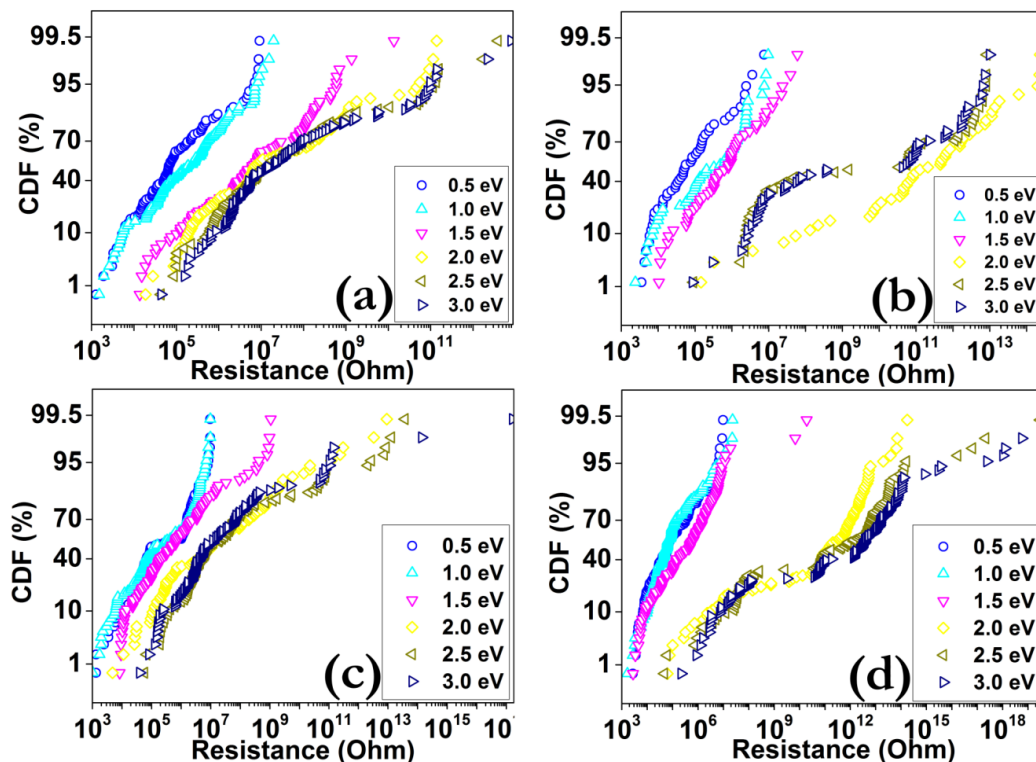 99.5
95
70
40
10
1
CDF (%)
0.5 eV
1.0 eV
1.5 eV
2.0 eV
2.5 eV
3.0 eV
(a)
10³ 10⁵ 10⁷ 10⁹ 10¹¹
Resistance (Ohm)
99.5
95
70
40
10
1
CDF (%)
0.5 eV
1.0 eV
1.5 eV
2.0 eV
2.5 eV
3.0 eV
(b)
10³ 10⁵ 10⁷ 10⁹ 10¹¹ 10¹³
Resistance (Ohm)
99.5
95
70
40
10
1
CDF (%)
0.5 eV
1.0 eV
1.5 eV
2.0 eV
2.5 eV
3.0 eV
(c)
10³ 10⁵ 10⁷ 10⁹ 10¹¹ 10¹³ 10¹⁵ 10¹⁷
Resistance (Ohm)
99.5
95
70
40
10
1
CDF (%)
0.5 eV
1.0 eV
1.5 eV
2.0 eV
2.5 eV
3.0 eV
(d)
10³ 10⁶ 10⁹ 10¹² 10¹⁵ 10¹⁸
Resistance (Ohm)